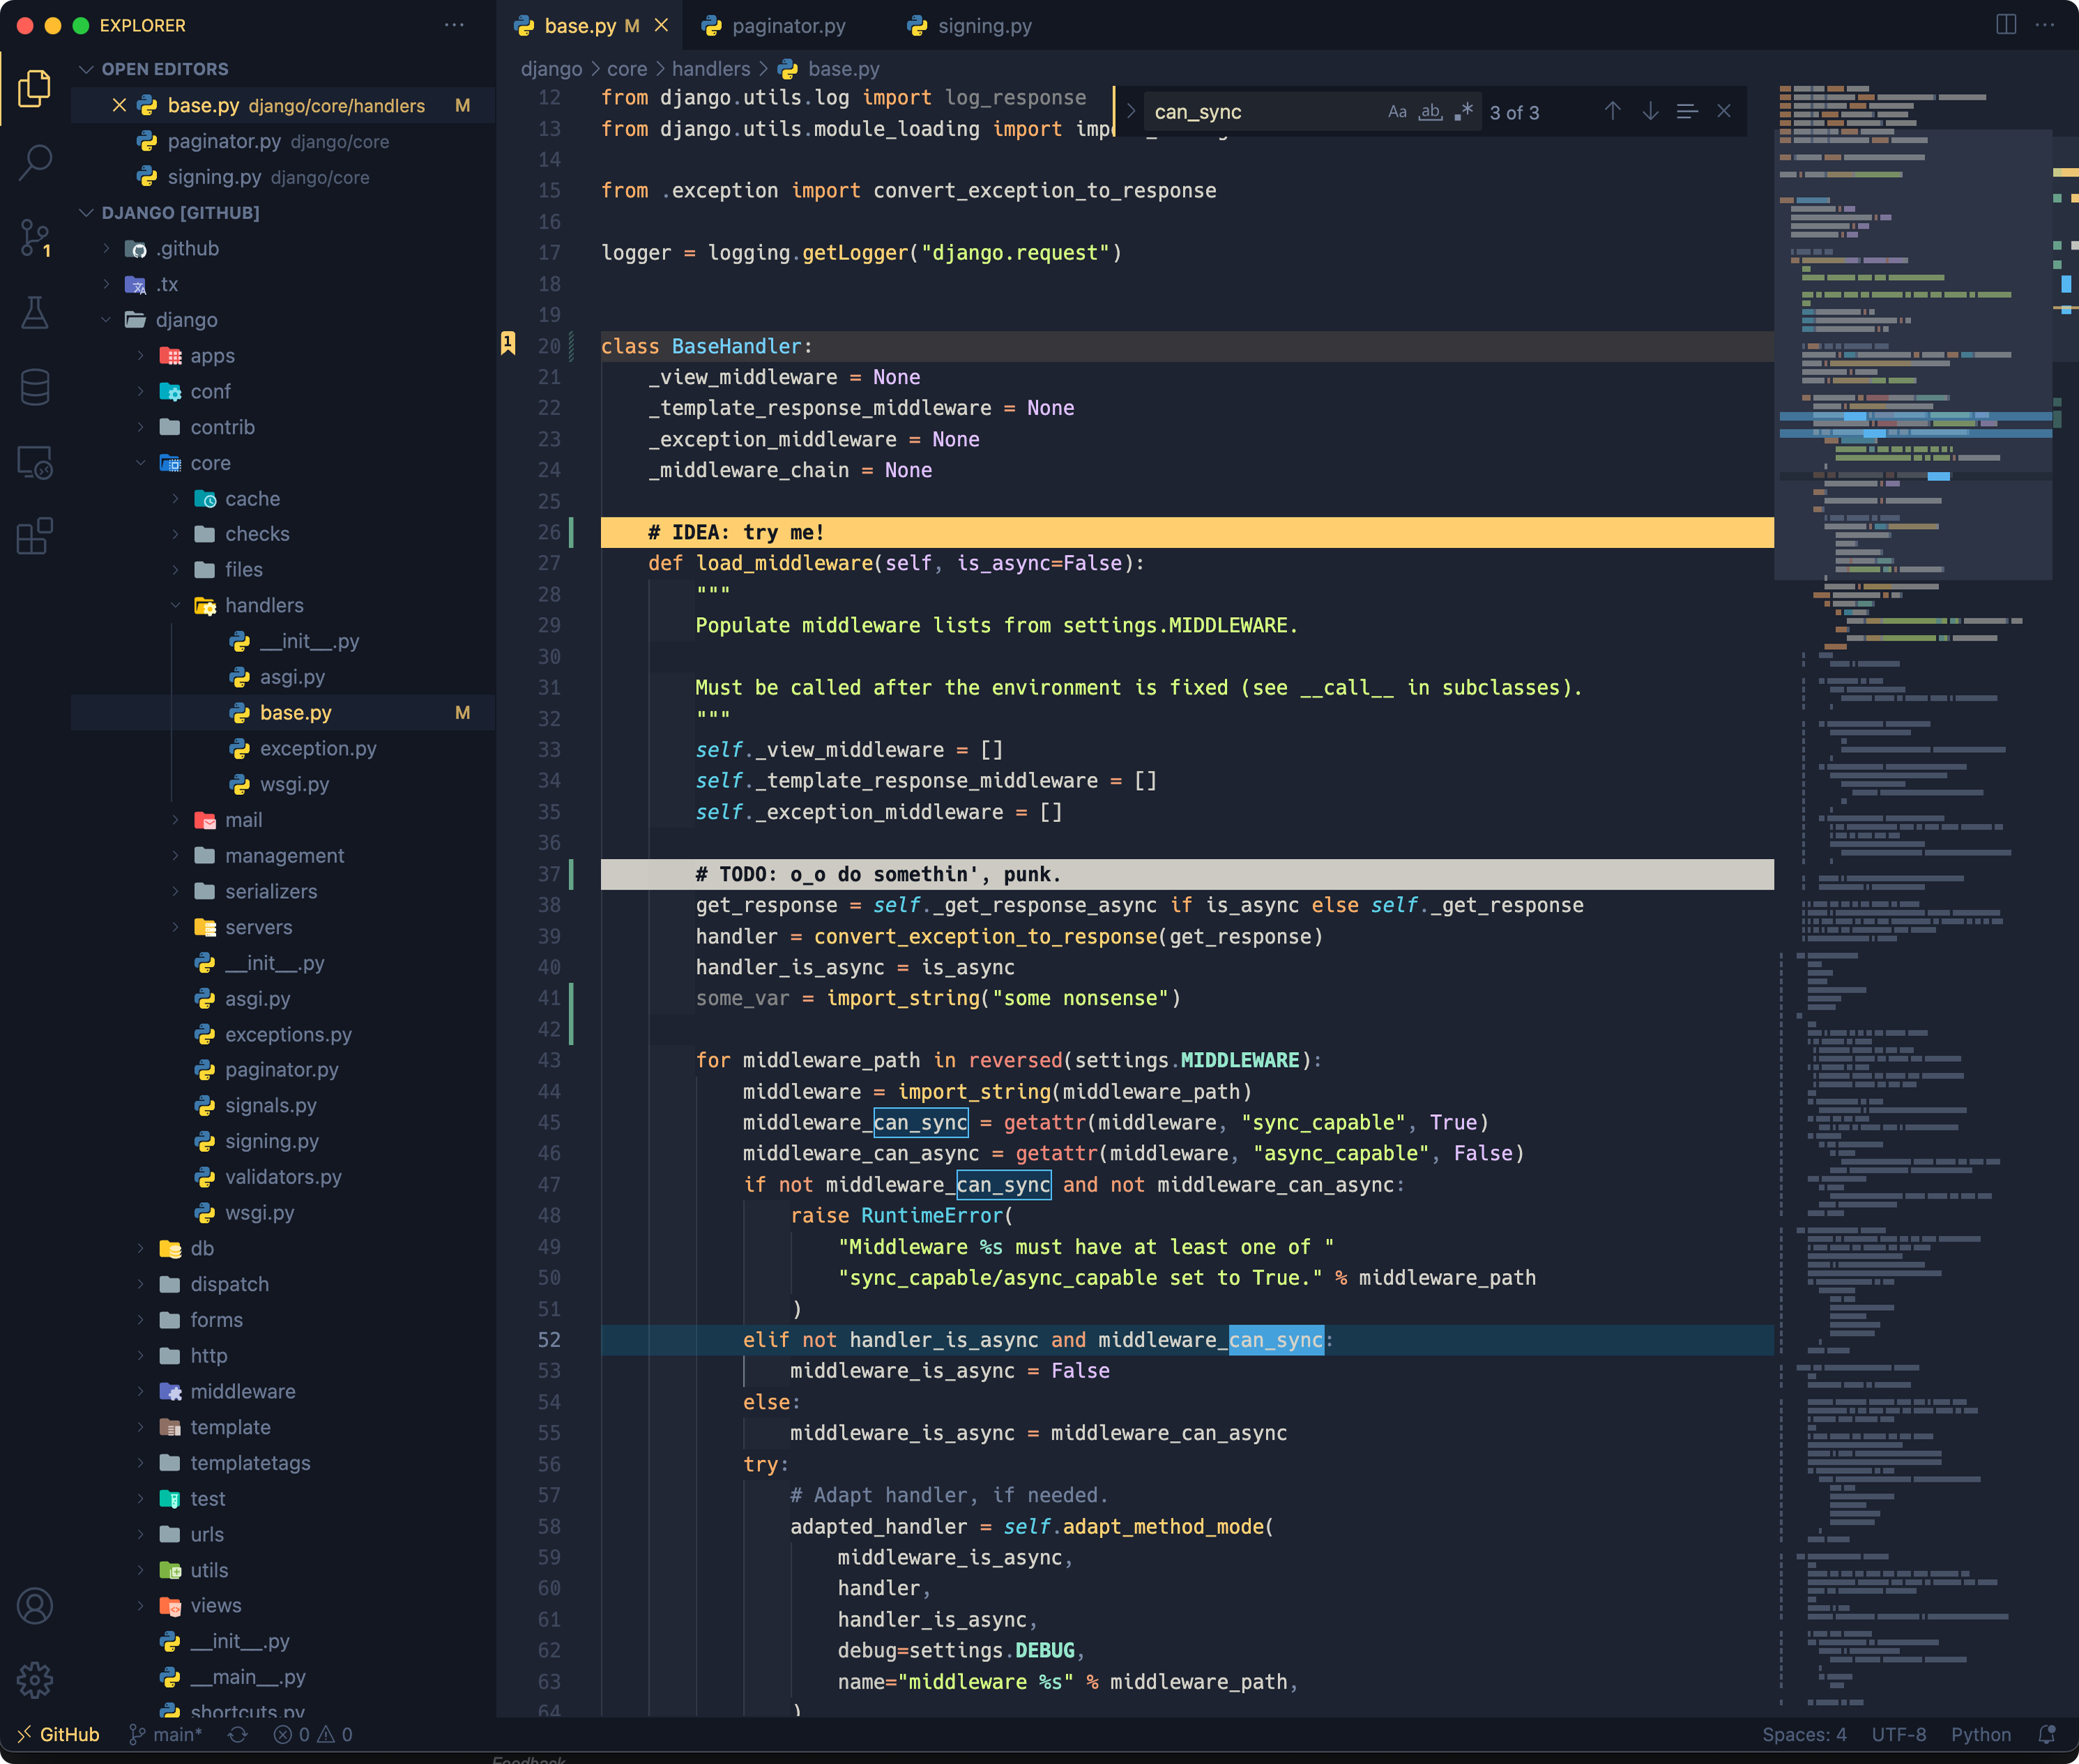 EXPLORER
OPEN EDITORS
base.py django/core/handlers M
paginator.py django/core
signing.py django/core
DJANGO [GITHUB]
.github
.tx
django
apps
conf
contrib
core
cache
checks
files
handlers
__init__.py
asgi.py
base.py M
exception.py
wsgi.py
mail
management
serializers
servers
__init__.py
asgi.py
exceptions.py
paginator.py
signals.py
signing.py
validators.py
wsgi.py
db
dispatch
forms
http
middleware
template
templatetags
test
urls
utils
views
__init__.py
__main__.py
shortcuts.py
1
base.py M
paginator.py
signing.py
django > core > handlers > base.py
can_sync Aa ab .* 3 of 3
12 from django.utils.log import log_response
13 from django.utils.module_loading import
14
15 from .exception import convert_exception_to_response
16
17 logger = logging.getLogger("django.request")
18
19
1 20 class BaseHandler:
21     _view_middleware = None
22     _template_response_middleware = None
23     _exception_middleware = None
24     _middleware_chain = None
25
26     # IDEA: try me!
27     def load_middleware(self, is_async=False):
28         """
29         Populate middleware lists from settings.MIDDLEWARE.
30
31         Must be called after the environment is fixed (see __call__ in subclasses).
32         """
33         self._view_middleware = []
34         self._template_response_middleware = []
35         self._exception_middleware = []
36
37         # TODO: o_o do somethin', punk.
38         get_response = self._get_response_async if is_async else self._get_response
39         handler = convert_exception_to_response(get_response)
40         handler_is_async = is_async
41         some_var = import_string("some nonsense")
42
43         for middleware_path in reversed(settings.MIDDLEWARE):
44             middleware = import_string(middleware_path)
45             middleware_can_sync = getattr(middleware, "sync_capable", True)
46             middleware_can_async = getattr(middleware, "async_capable", False)
47             if not middleware_can_sync and not middleware_can_async:
48                 raise RuntimeError(
49                     "Middleware %s must have at least one of "
50                     "sync_capable/async_capable set to True." % middleware_path
51                 )
52             elif not handler_is_async and middleware_can_sync:
53                 middleware_is_async = False
54             else:
55                 middleware_is_async = middleware_can_async
56             try:
57                 # Adapt handler, if needed.
58                 adapted_handler = self.adapt_method_mode(
59                     middleware_is_async,
60                     handler,
61                     handler_is_async,
62                     debug=settings.DEBUG,
63                     name="middleware %s" % middleware_path,
64                 )
GitHub main* 0 0
Spaces: 4 UTF-8 Python
Feedback